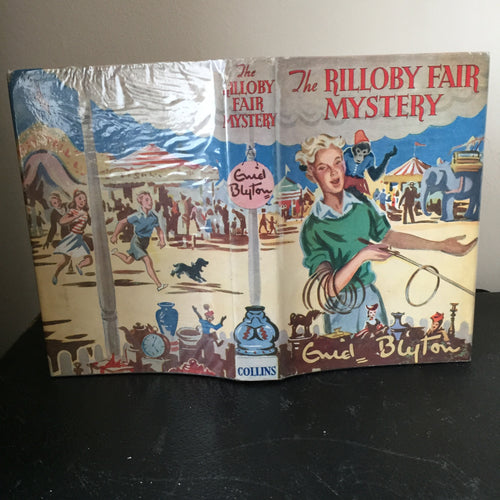 The
RILLOBY
FAIR
MYSTERY
Enid
Blyton
COLLINS
The RILLOBY FAIR
MYSTERY
Enid Blyton